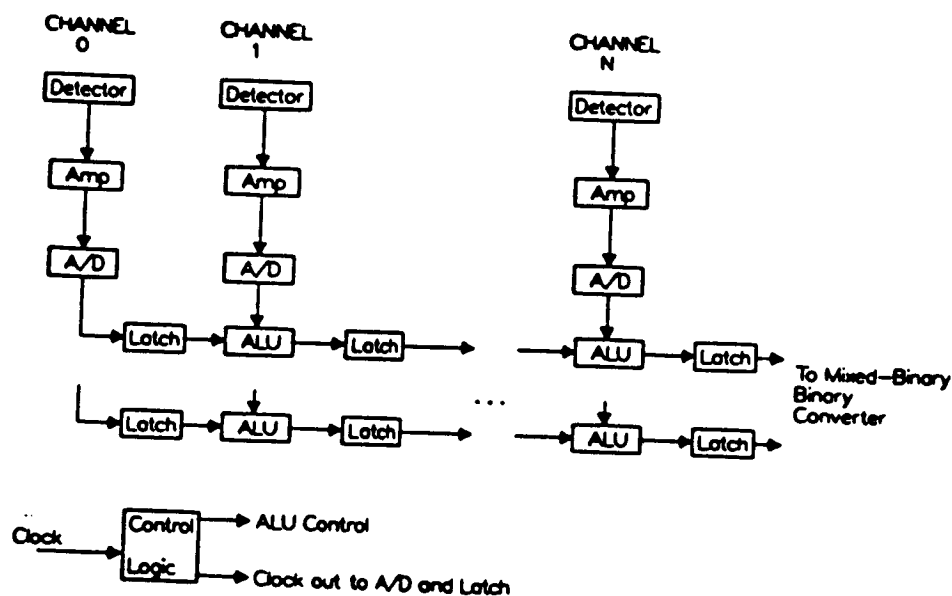 CHANNEL
0
CHANNEL
1
CHANNEL
N
Detector
Detector
Detector
Amp
Amp
Amp
A/D
A/D
A/D
Latch
ALU
Latch
ALU
Latch
To Mixed-Binary
Binary
Converter
...
Latch
ALU
Latch
ALU
Latch
Clock
Control
Logic
ALU Control
Clock out to A/D and Latch